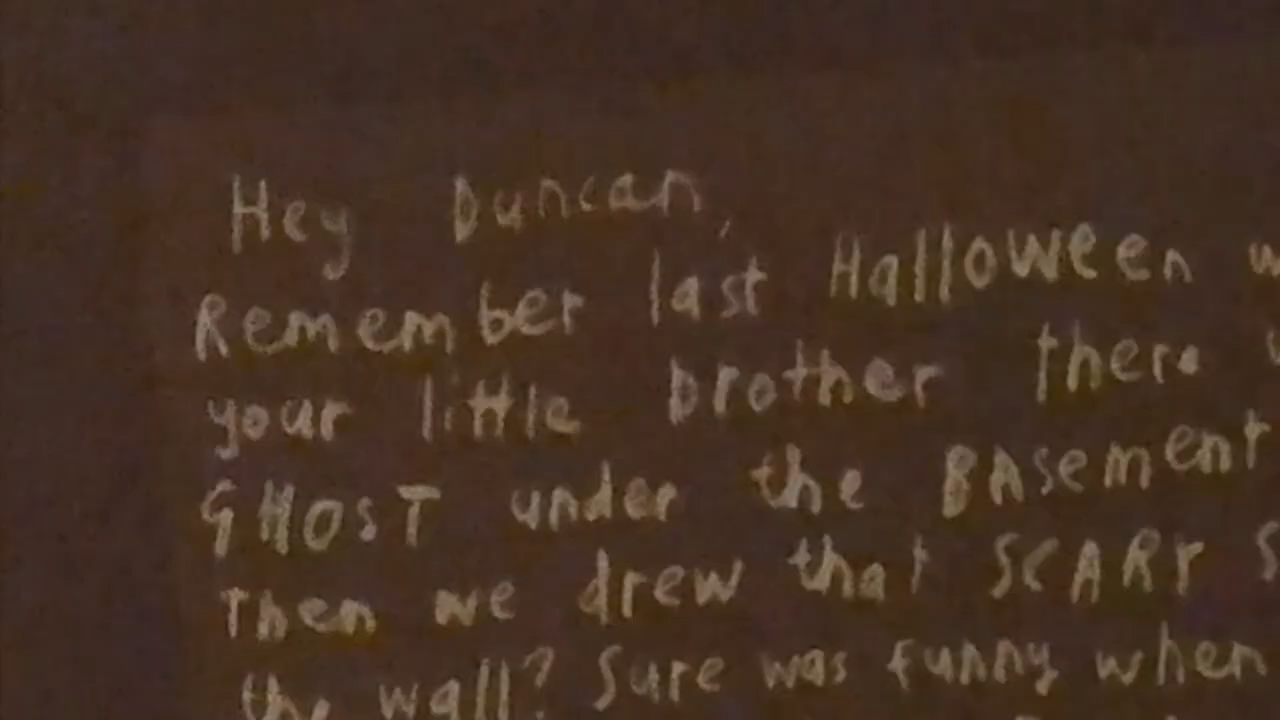 Hey Duncan,
Remember last Halloween
your little brother there
GHOST under the BASement
Then we drew that SCARY
the wall? Sure was funny when